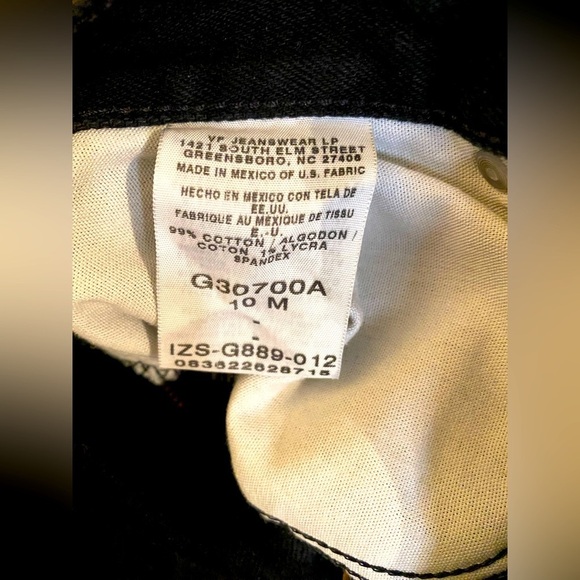 VF JEANSWEAR LP
1421 SOUTH ELM STREET
GREENSBORO, NC 27406
MADE IN MEXICO OF U.S. FABRIC
HECHO EN MEXICO CON TELA DE
EE.UU.
FABRIQUE AU MEXIQUE DE TISSU
E.-U.
99% COTTON / ALGODON /
COTON 1% LYCRA
SPANDEX
G30700A
10 M
-
-
IZS-G889-012
083622628715